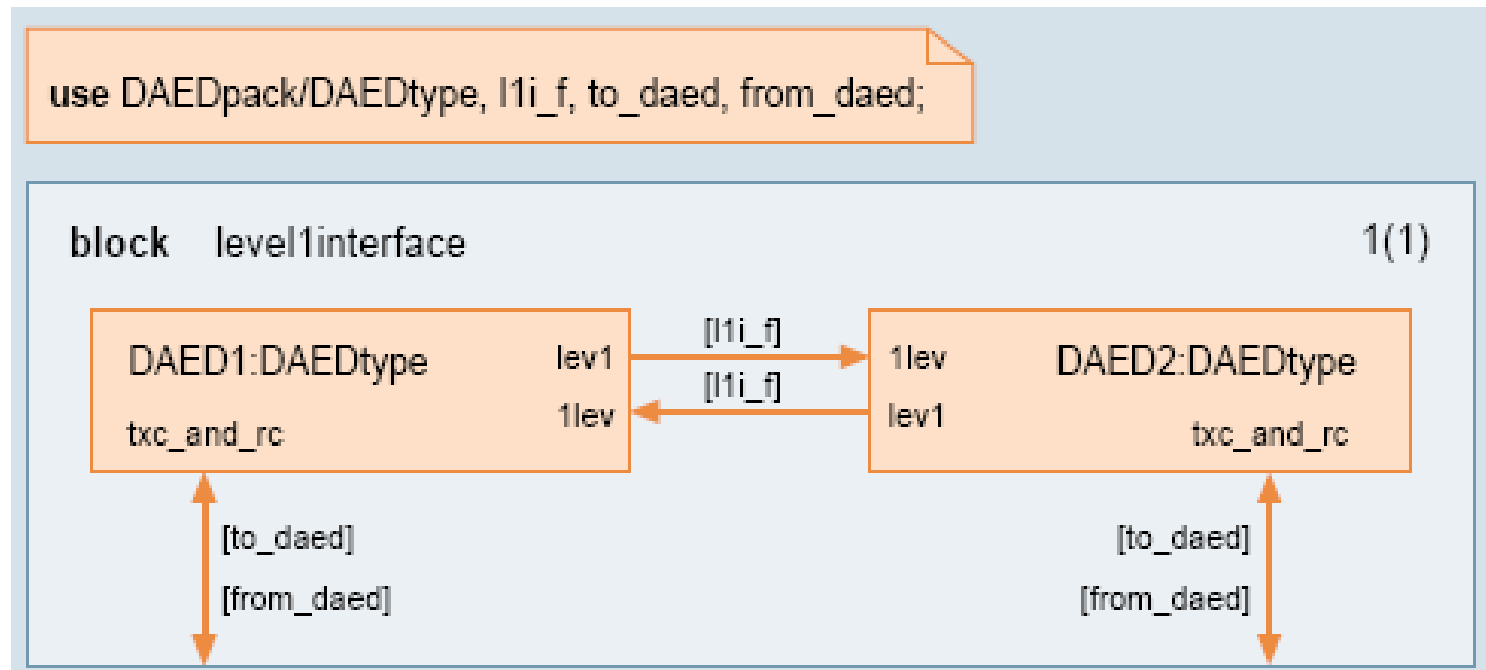 use DAEDpack/DAEDtype, l1i_f, to_daed, from_daed;
block level1interface 1(1)
DAED1:DAEDtype lev1 [l1i_f] 1lev DAED2:DAEDtype
1lev [l1i_f] lev1
txc_and_rc txc_and_rc
[to_daed] [to_daed]
[from_daed] [from_daed]